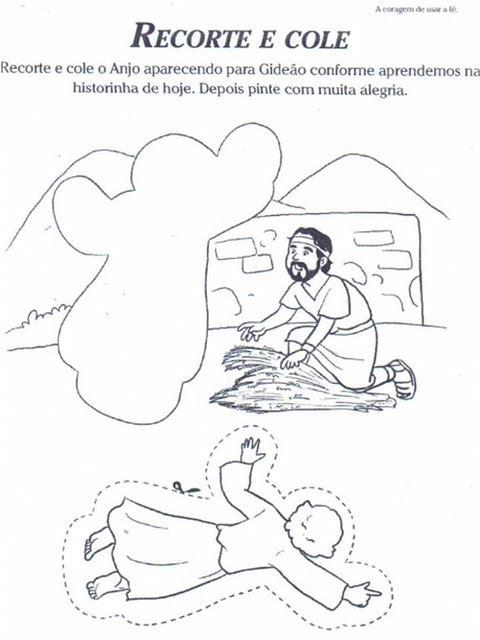 A coragem de usar a fé.
RECORTE E COLE
Recorte e cole o Anjo aparecendo para Gideão conforme aprendemos na
historinha de hoje. Depois pinte com muita alegria.